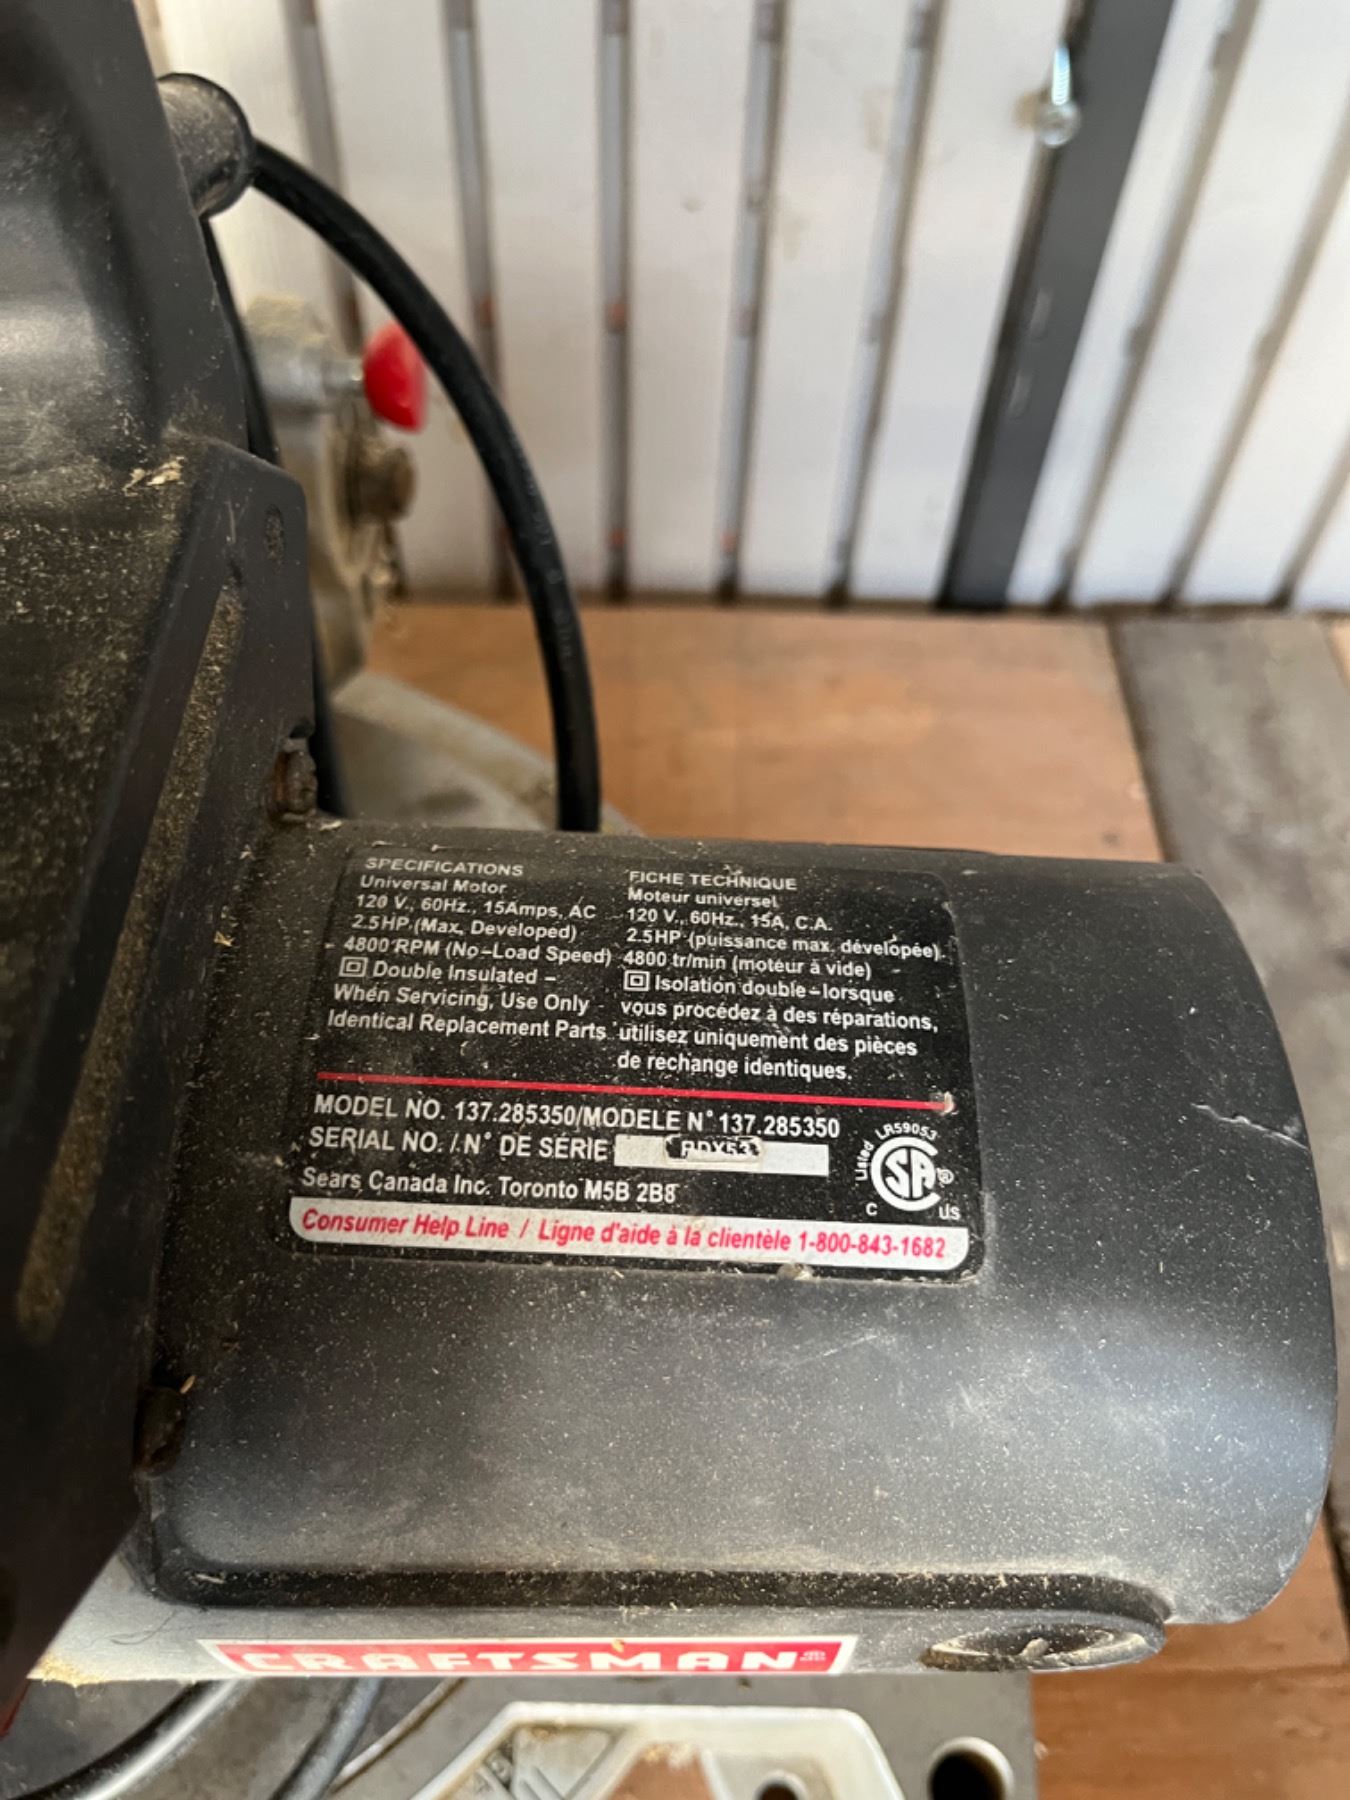 SPECIFICATIONS
Universal Motor
120 V., 60Hz., 15Amps, AC
2.5HP (Max, Developed)
4800 RPM (No-Load Speed)
Double Insulated -
When Servicing, Use Only
Identical Replacement Parts
FICHE TECHNIQUE
Moteur universel
120 V., 60Hz., 15A, C.A.
2.5HP (puissance max. dévelopée)
4800 tr/min (moteur à vide)
Isolation double - lorsque
vous procédez à des réparations,
utilisez uniquement des pièces
de rechange identiques.
MODEL NO. 137.285350/MODELE N° 137.285350
SERIAL NO. / N° DE SÉRIE
Sears Canada Inc. Toronto M5B 2B8
Listed LR59053
CSA ®
C US
Consumer Help Line / Ligne d'aide à la clientèle 1-800-843-1682
CRAFTSMAN®